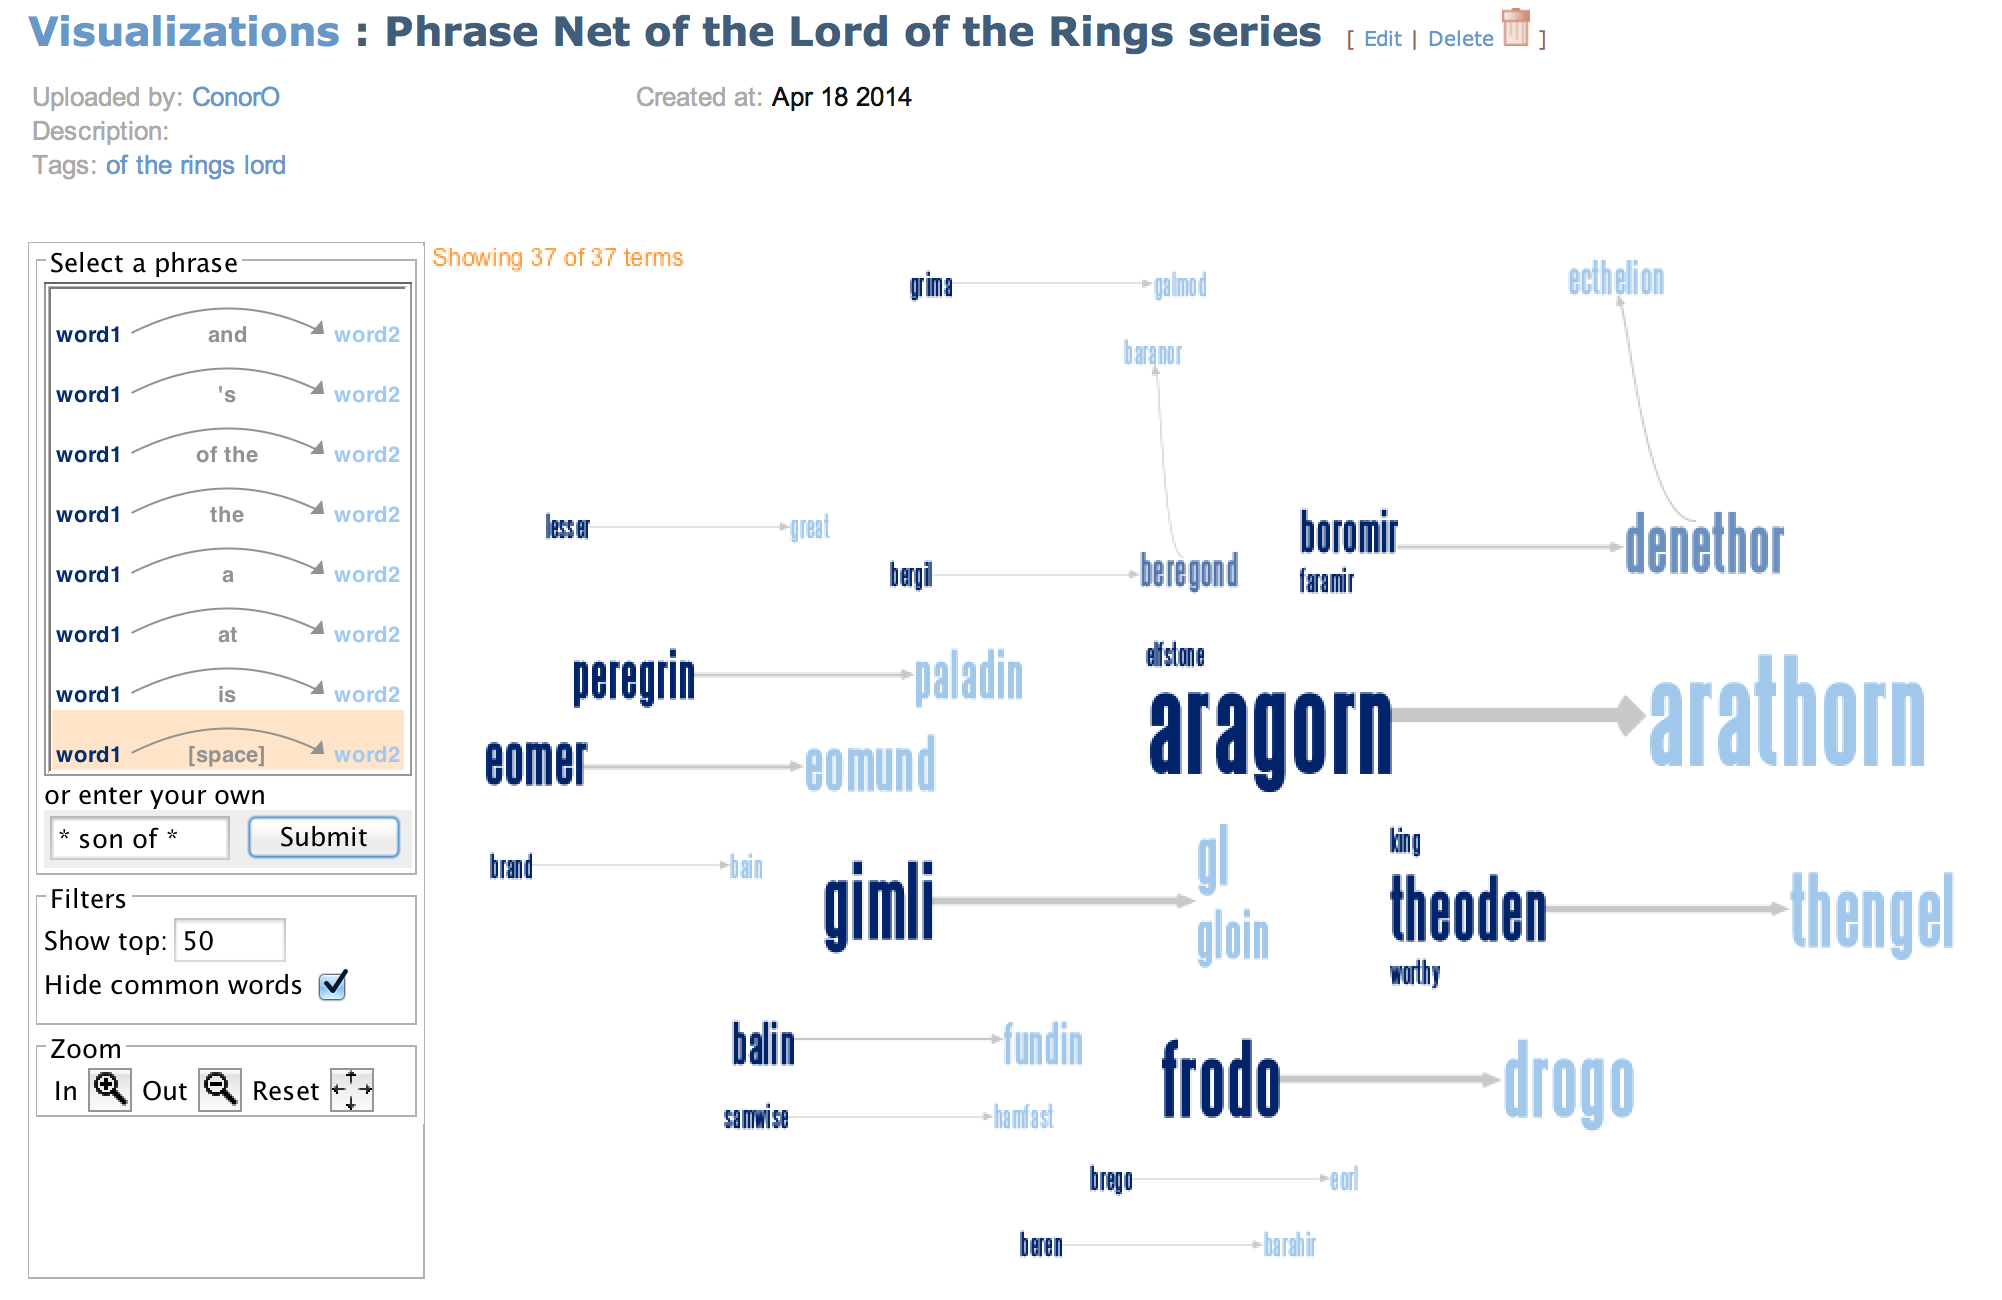 Visualizations : Phrase Net of the Lord of the Rings series [ Edit | Delete ]
Uploaded by: ConorO Created at: Apr 18 2014
Description:
Tags: of the rings lord
Select a phrase
word1 and word2
word1 's word2
word1 of the word2
word1 the word2
word1 a word2
word1 at word2
word1 is word2
word1 [space] word2
or enter your own
* son of * Submit
Filters
Show top: 50
Hide common words
Zoom
In Out Reset
Showing 37 of 37 terms
grima galmod
ecthelion
baranor
lesser great
boromir denethor
faramir
bergil beregond
elfstone
peregrin paladin
aragorn arathorn
eomer eomund
king
brand bain
gimli gl
gloin
theoden thengel
worthy
balin fundin
frodo drogo
samwise hamfast
brego eorl
beren barahir